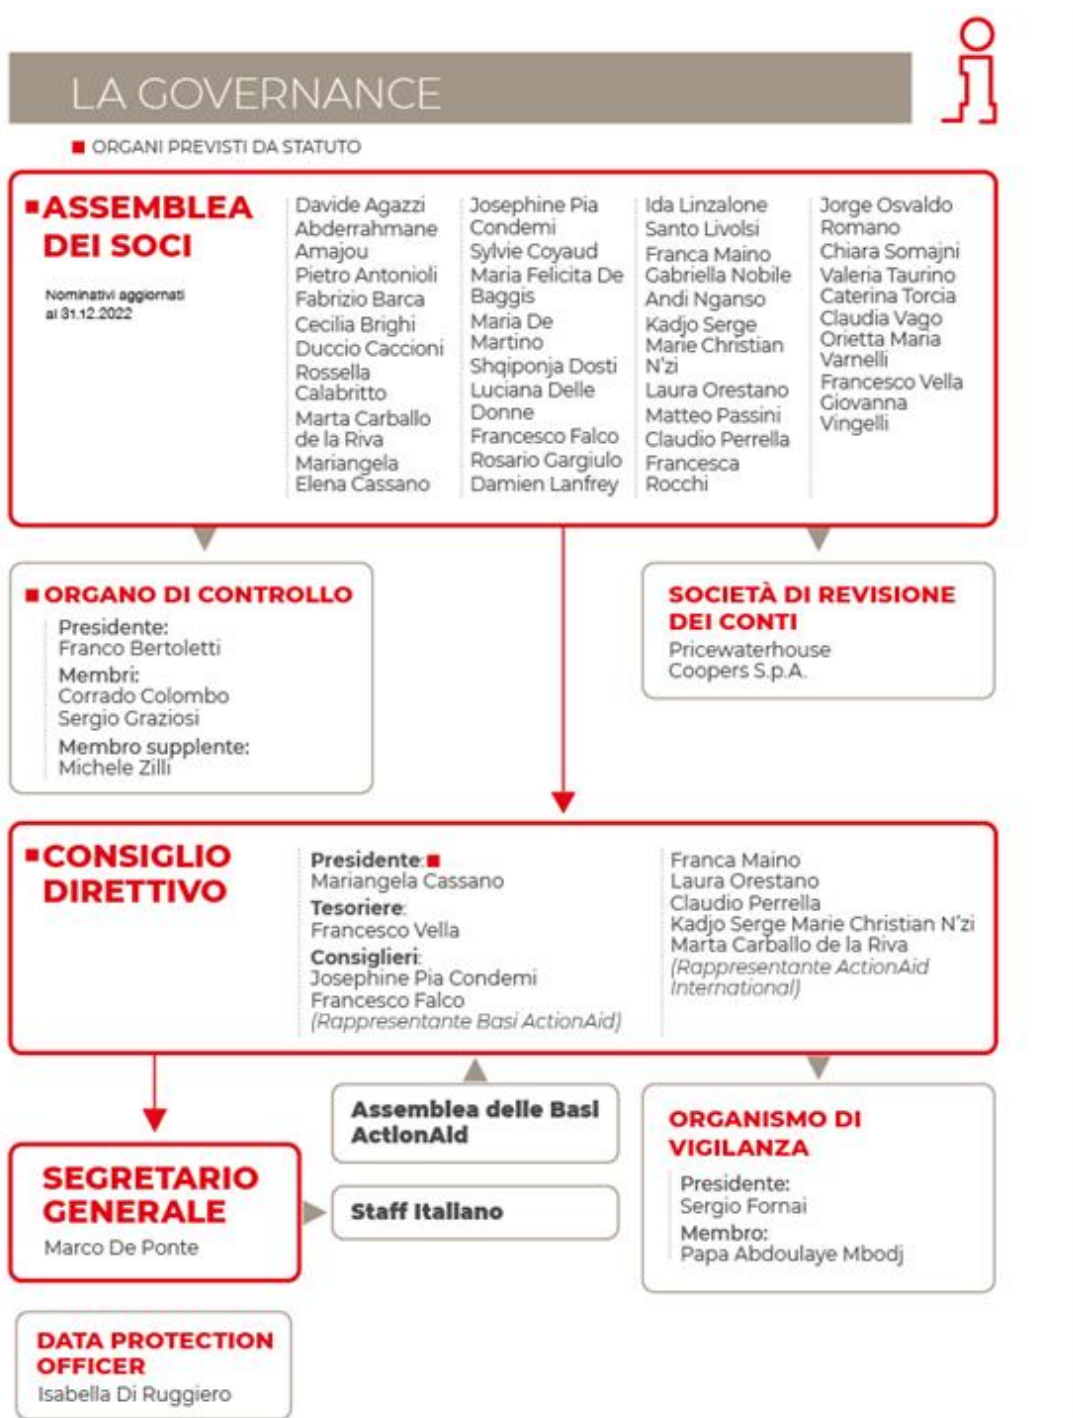 LA GOVERNANCE
ORGANI PREVISTI DA STATUTO
ASSEMBLEA
DEI SOCI
Nominativi aggiornati
al 31.12.2022
Davide Agazzi
Abderrahmane
Amajou
Pietro Antonioli
Fabrizio Barca
Cecilia Brighi
Duccio Caccioni
Rossella
Calabritto
Marta Carballo
de la Riva
Mariangela
Elena Cassano
Josephine Pia
Condemi
Sylvie Coyaud
Maria Felicita De
Baggis
Maria De
Martino
Shqiponja Dosti
Luciana Delle
Donne
Francesco Falco
Rosario Gargiulo
Damien Lanfrey
Ida Linzalone
Santo Livolsi
Franca Maino
Gabriella Nobile
Andi Nganso
Kadjo Serge
Marie Christian
N'zi
Laura Orestano
Matteo Passini
Claudio Perrella
Francesca
Rocchi
Jorge Osvaldo
Romano
Chiara Somajni
Valeria Taurino
Caterina Torcia
Claudia Vago
Orietta Maria
Varnelli
Francesco Vella
Giovanna
Vingelli
ORGANO DI CONTROLLO
Presidente:
Franco Bertoletti
Membri:
Corrado Colombo
Sergio Graziosi
Membro supplente:
Michele Zilli
SOCIETÀ DI REVISIONE
DEI CONTI
Pricewaterhouse
Coopers S.p.A.
CONSIGLIO
DIRETTIVO
Presidente:
Mariangela Cassano
Tesoriere:
Francesco Vella
Consiglieri:
Josephine Pia Condemi
Francesco Falco
(Rappresentante Basi ActionAid)
Franca Maino
Laura Orestano
Claudio Perrella
Kadjo Serge Marie Christian N'zi
Marta Carballo de la Riva
(Rappresentante ActionAid
International)
Assemblea delle Basi
ActionAid
SEGRETARIO
GENERALE
Marco De Ponte
Staff Italiano
ORGANISMO DI
VIGILANZA
Presidente:
Sergio Fornai
Membro:
Papa Abdoulaye Mbodj
DATA PROTECTION
OFFICER
Isabella Di Ruggiero